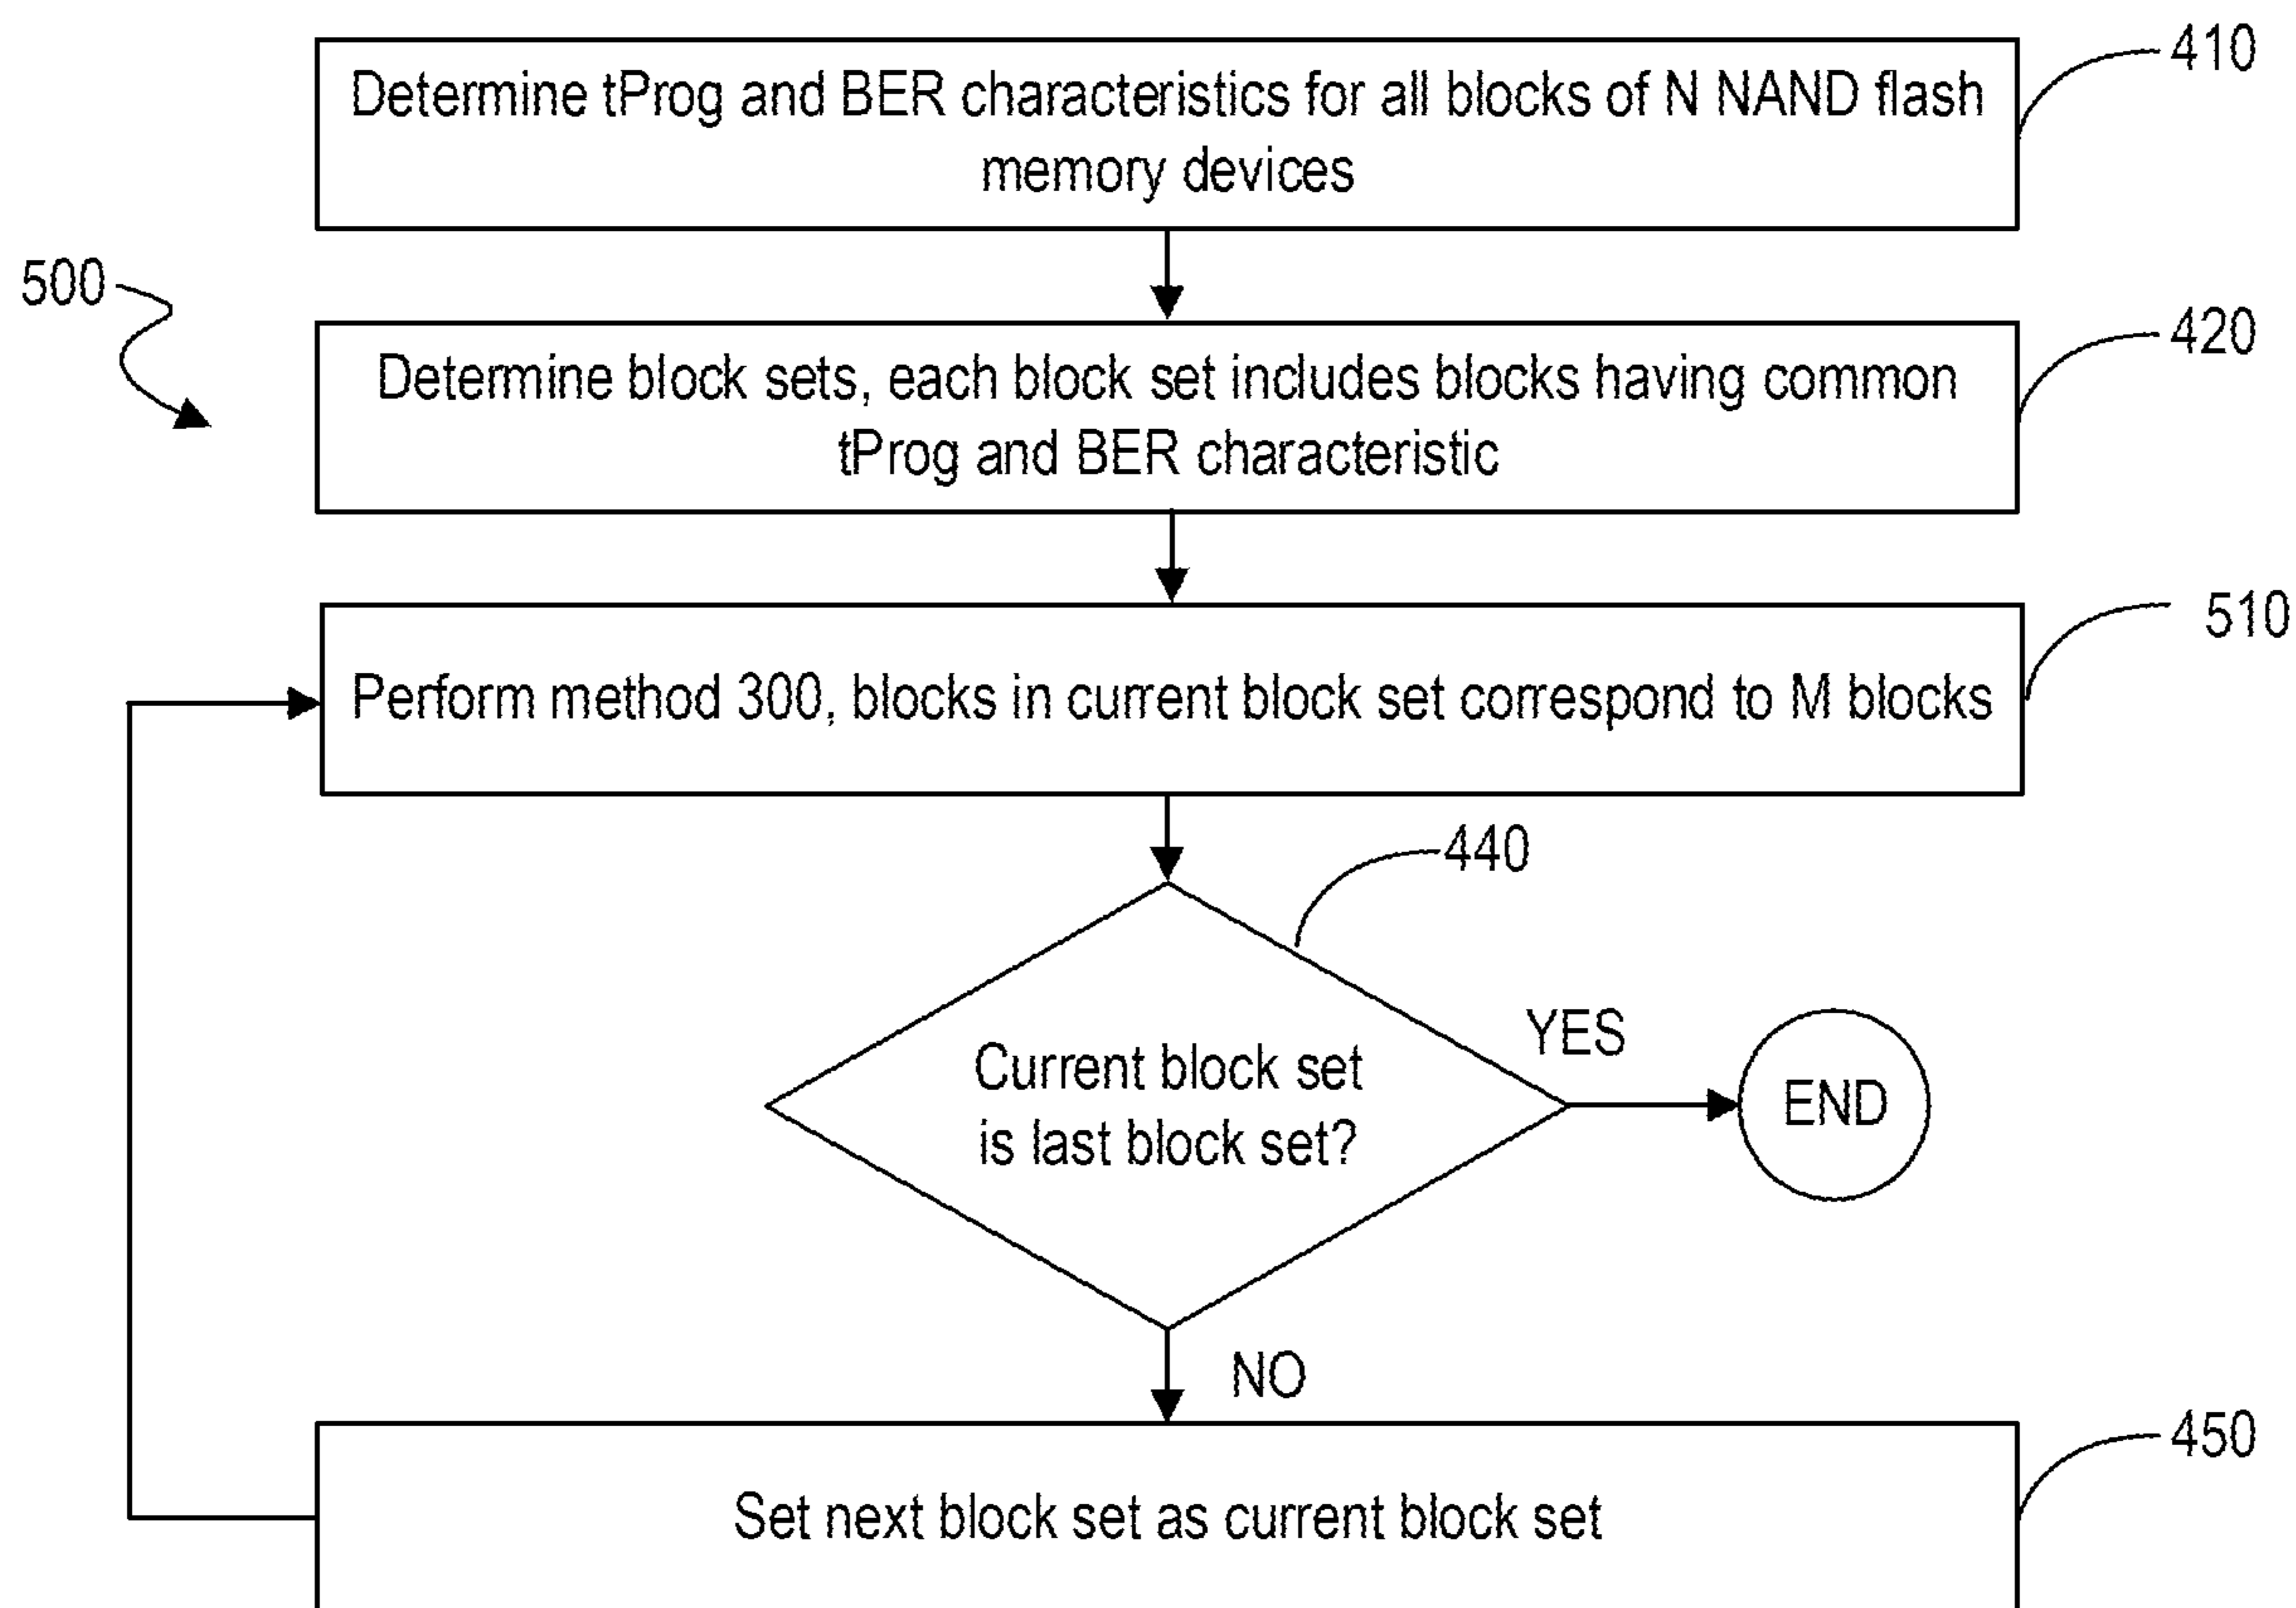 410
Determine tProg and BER characteristics for all blocks of N NAND flash
memory devices
500
420
Determine block sets, each block set includes blocks having common
tProg and BER characteristic
510
Perform method 300, blocks in current block set correspond to M blocks
440
YES
Current block set
is last block set?
END
NO
450
Set next block set as current block set